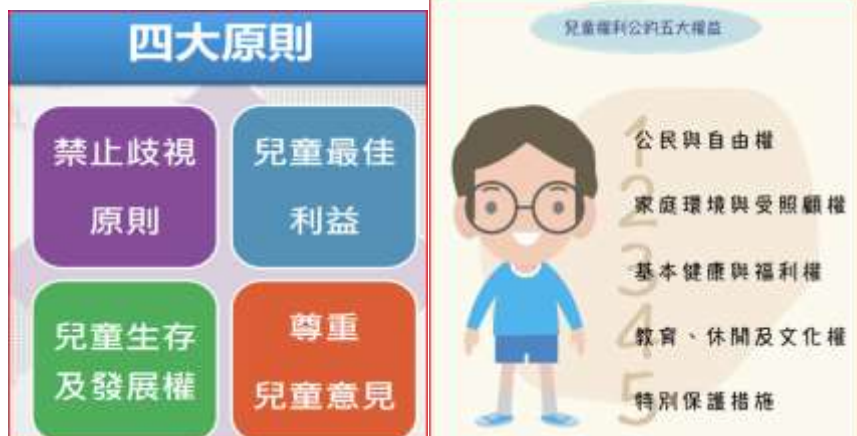 四大原則
禁止歧視
原則
兒童最佳
利益
兒童生存
及發展權
尊重
兒童意見
兒童權利公約五大權益
1 公民與自由權
2 家庭環境與受照顧權
3 基本健康與福利權
4 教育、休閒及文化權
5 特別保護措施